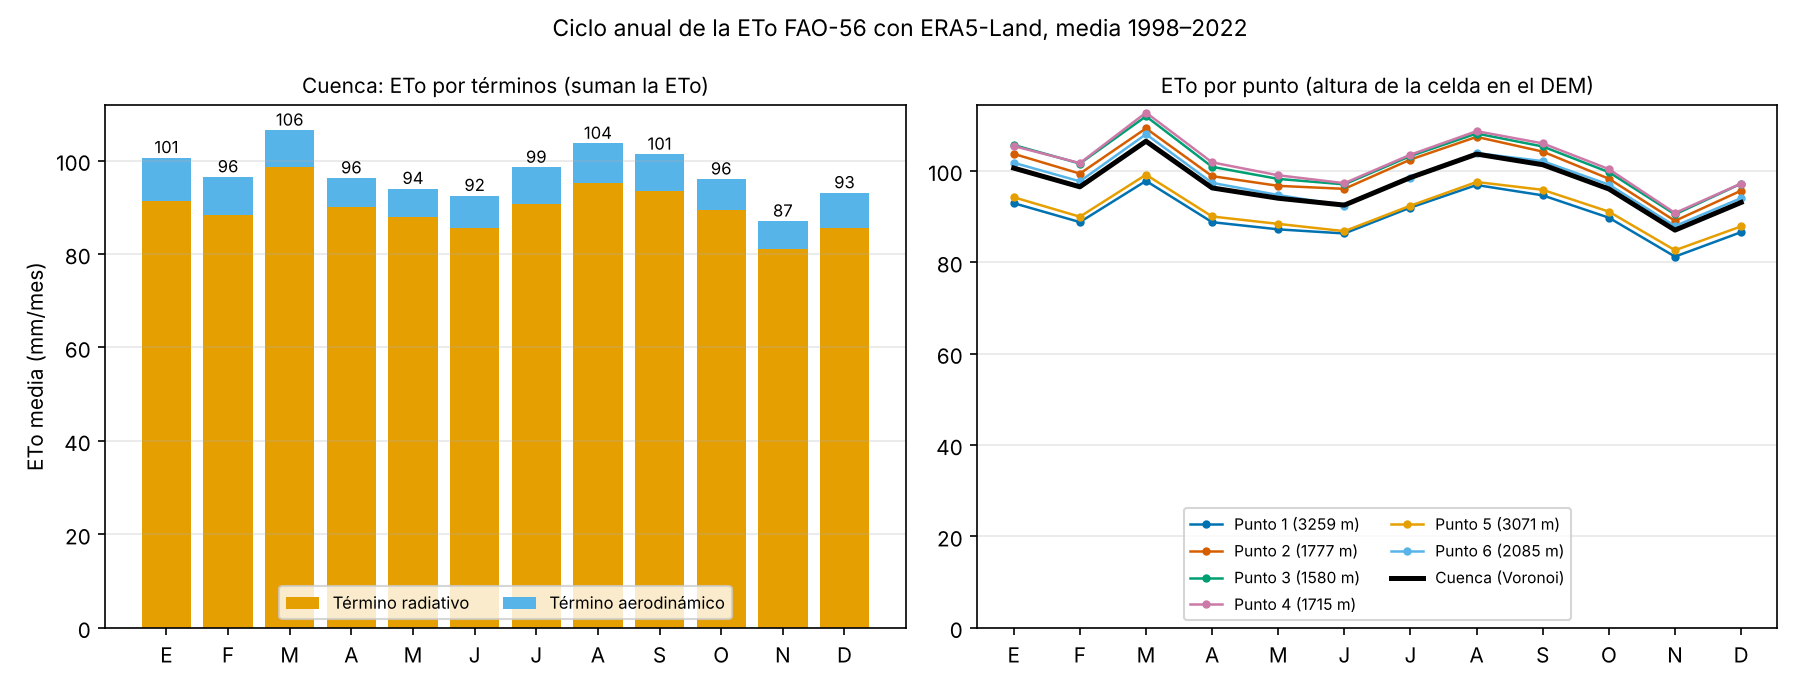 Ciclo anual de la ETo FAO-56 con ERA5-Land, media 1998–2022
Cuenca: ETo por términos (suman la ETo)
ETo media (mm/mes)
100
80
60
40
20
0
101
96
106
96
94
92
99
104
101
96
87
93
Término radiativo
Término aerodinámico
E F M A M J J A S O N D
ETo por punto (altura de la celda en el DEM)
100
80
60
40
20
0
Punto 1 (3259 m)
Punto 2 (1777 m)
Punto 3 (1580 m)
Punto 4 (1715 m)
Punto 5 (3071 m)
Punto 6 (2085 m)
Cuenca (Voronoi)
E F M A M J J A S O N D